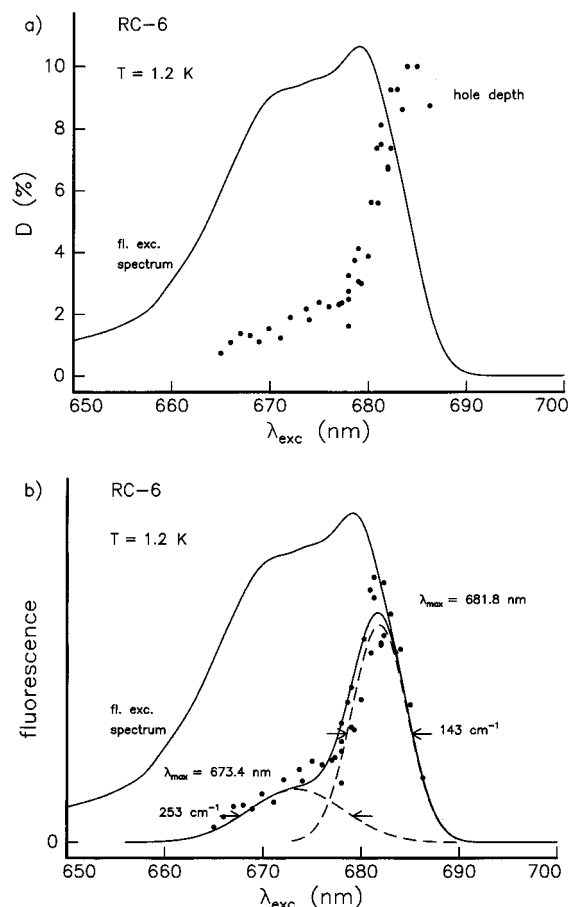 a)
RC-6
T = 1.2 K
hole depth
fl. exc.
spectrum
D (%)
10
8
6
4
2
0
650 660 670 680 690 700
λexc (nm)
b)
RC-6
T = 1.2 K
λmax = 681.8 nm
fl. exc.
spectrum
143 cm⁻¹
λmax = 673.4 nm
253 cm⁻¹
fluorescence
0
650 660 670 680 690 700
λexc (nm)